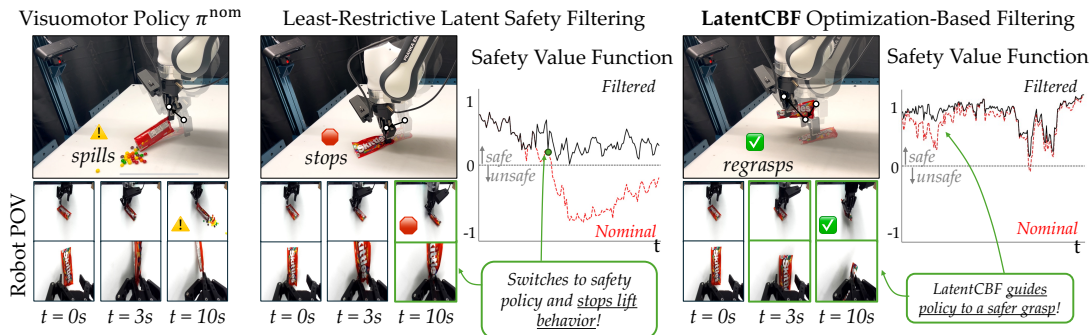 Visuomotor Policy π^nom
Least-Restrictive Latent Safety Filtering
LatentCBF Optimization-Based Filtering
spills
stops
Safety Value Function
Filtered
1
safe
0
unsafe
-1
Nominal
t
regrasps
Safety Value Function
Filtered
1
safe
0
unsafe
-1
Nominal
t
Robot POV
Skittles
t = 0s
t = 3s
t = 10s
t = 0s
t = 3s
t = 10s
Switches to safety
policy and stops lift
behavior!
t = 0s
t = 3s
t = 10s
LatentCBF guides
policy to a safer grasp!